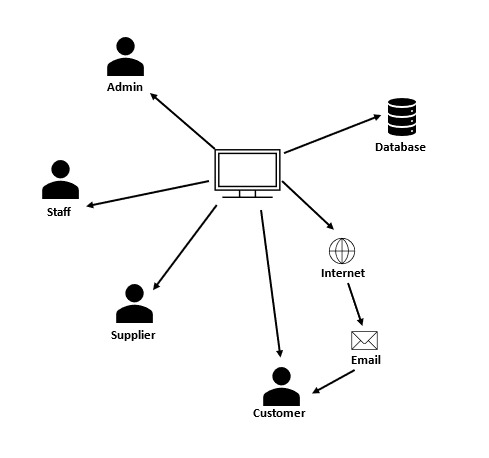 Admin
Database
Staff
Internet
Supplier
Email
Customer